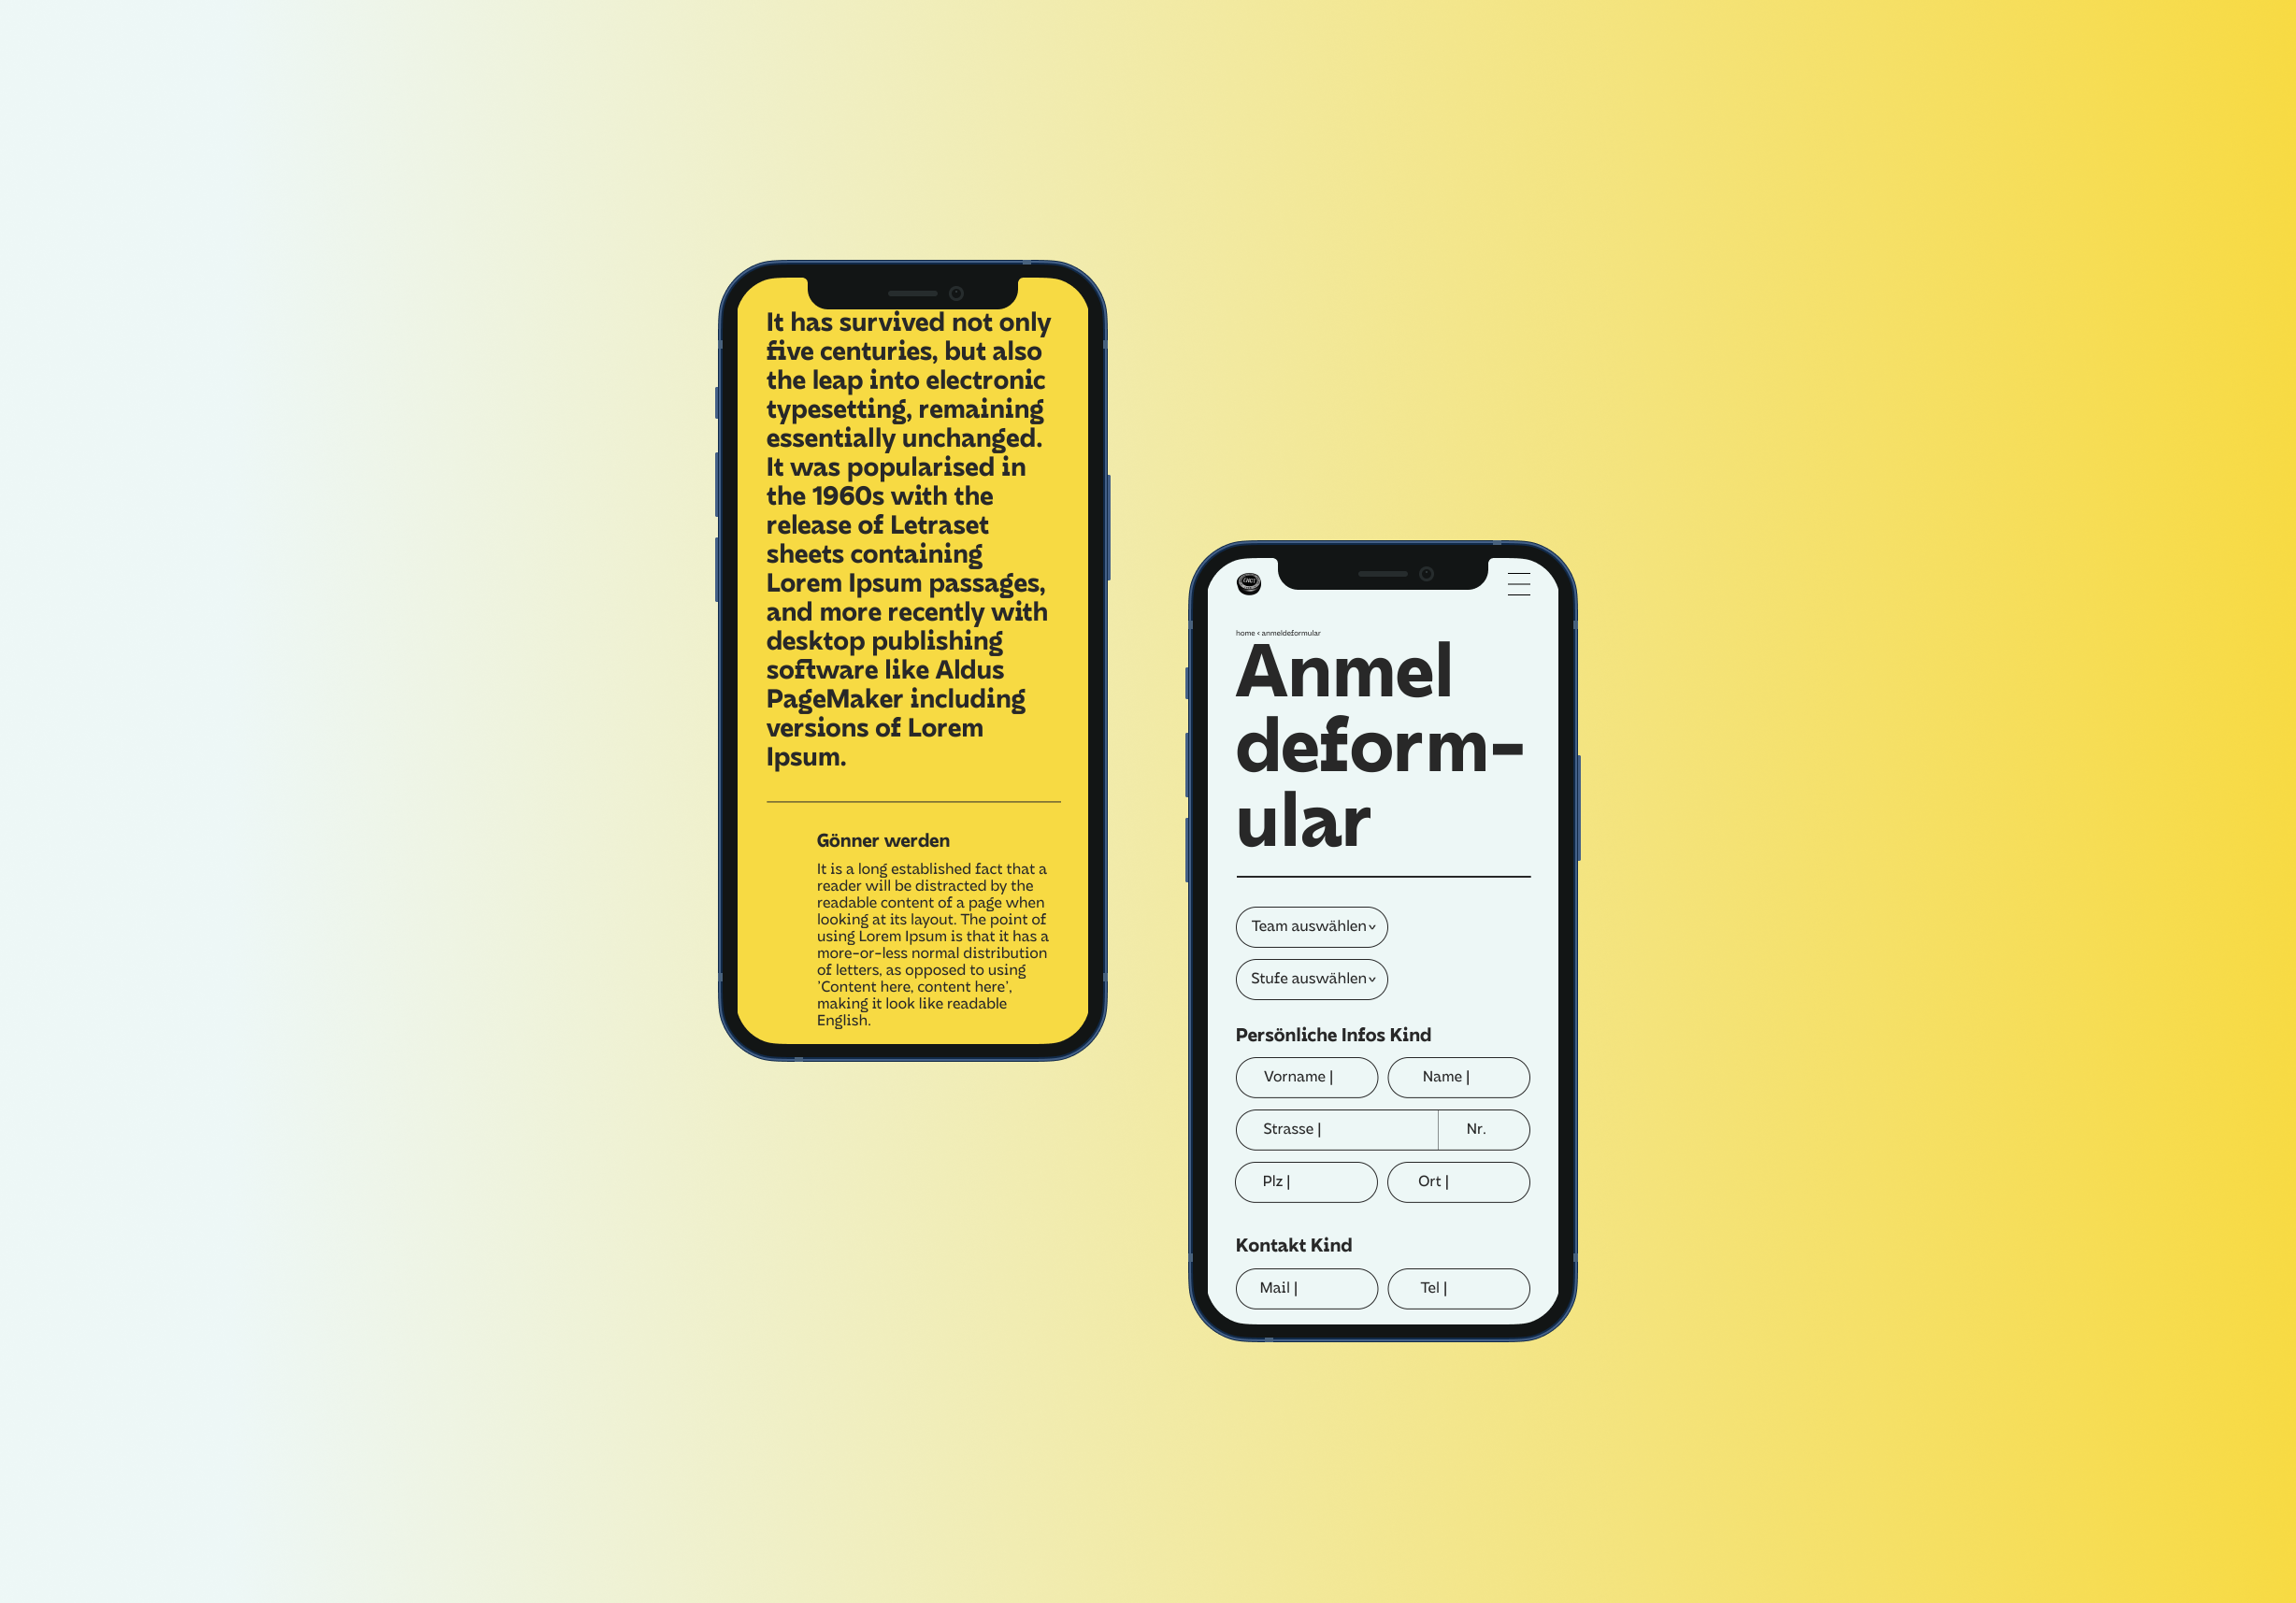 It has survived not only
five centuries, but also
the leap into electronic
typesetting, remaining
essentially unchanged.
It was popularised in
the 1960s with the
release of Letraset
sheets containing
Lorem Ipsum passages,
and more recently with
desktop publishing
software like Aldus
PageMaker including
versions of Lorem
Ipsum.
Gönner werden
It is a long established fact that a
reader will be distracted by the
readable content of a page when
looking at its layout. The point of
using Lorem Ipsum is that it has a
more-or-less normal distribution
of letters, as opposed to using
'Content here, content here',
making it look like readable
English.
home < anmeldeformular
Anmel
deform-
ular
Team auswählen
Stufe auswählen
Persönliche Infos Kind
Vorname | Name |
Strasse | Nr.
Plz | Ort |
Kontakt Kind
Mail | Tel |